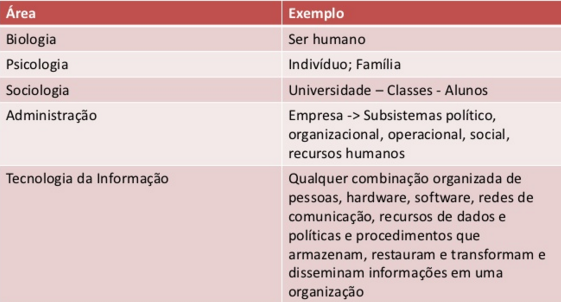 Área Exemplo
Biologia Ser humano
Psicologia Indivíduo; Família
Sociologia Universidade – Classes - Alunos
Administração Empresa -> Subsistemas político,
organizacional, operacional, social,
recursos humanos
Tecnologia da Informação Qualquer combinação organizada de
pessoas, hardware, software, redes de
comunicação, recursos de dados e
políticas e procedimentos que
armazenam, restauram e transformam e
disseminam informações em uma
organização